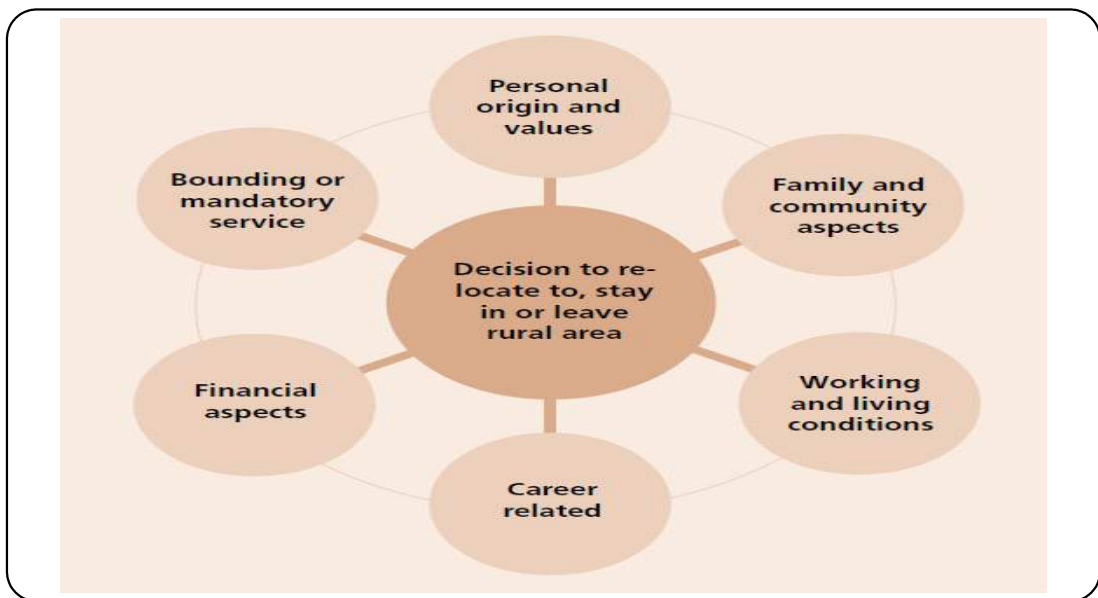 Personal
origin and
values
Bounding or
mandatory
service
Family and
community
aspects
Decision to re-
locate to, stay
in or leave
rural area
Financial
aspects
Working
and living
conditions
Career
related